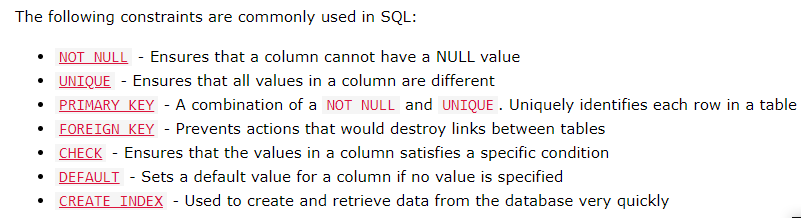 The following constraints are commonly used in SQL:
• NOT NULL - Ensures that a column cannot have a NULL value
• UNIQUE - Ensures that all values in a column are different
• PRIMARY KEY - A combination of a NOT NULL and UNIQUE. Uniquely identifies each row in a table
• FOREIGN KEY - Prevents actions that would destroy links between tables
• CHECK - Ensures that the values in a column satisfies a specific condition
• DEFAULT - Sets a default value for a column if no value is specified
• CREATE INDEX - Used to create and retrieve data from the database very quickly